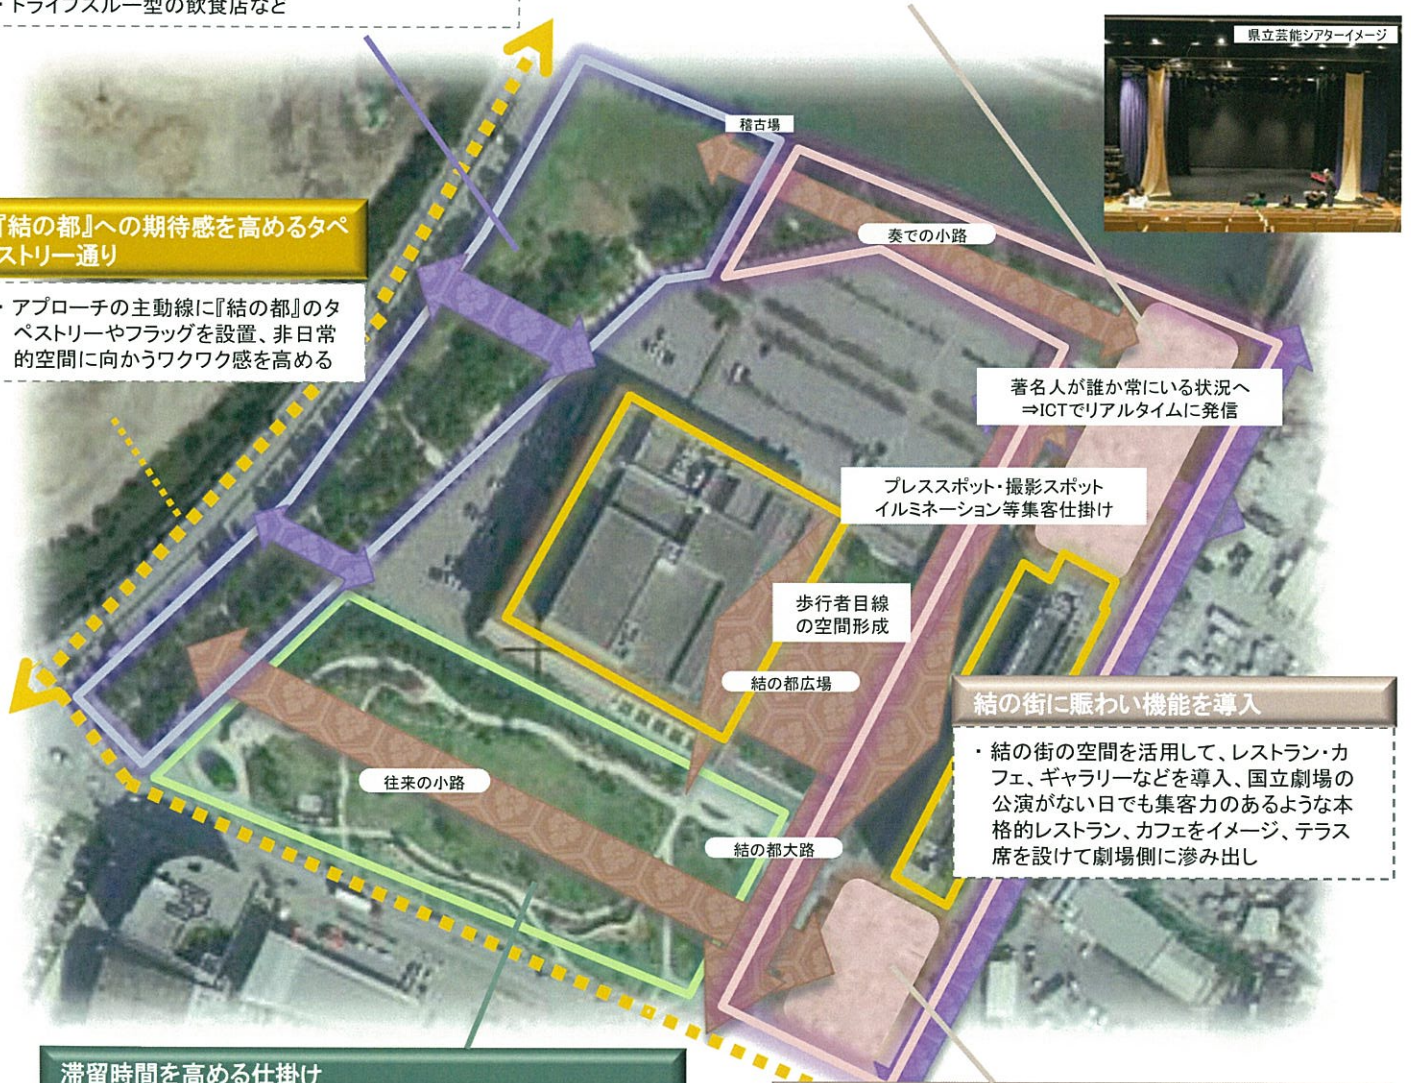 ・ドライブスルー型の飲食店など
県立芸能シアターイメージ
稽古場
『結の都』への期待感を高めるタペ
ストリー通り
奏での小路
・アプローチの主動線に『結の都』のタ
ペストリーやフラッグを設置、非日常
的空間に向かうワクワク感を高める
著名人が誰か常にいる状況へ
⇒ICTでリアルタイムに発信
プレススポット・撮影スポット
イルミネーション等集客仕掛け
歩行者目線
の空間形成
結の都広場
結の街に賑わい機能を導入
・結の街の空間を活用して、レストラン・カ
フェ、ギャラリーなどを導入、国立劇場の
公演がない日でも集客力のあるような本
格的レストラン、カフェをイメージ、テラス
席を設けて劇場側に滲み出し
往来の小路
結の都大路
滞留時間を高める仕掛け